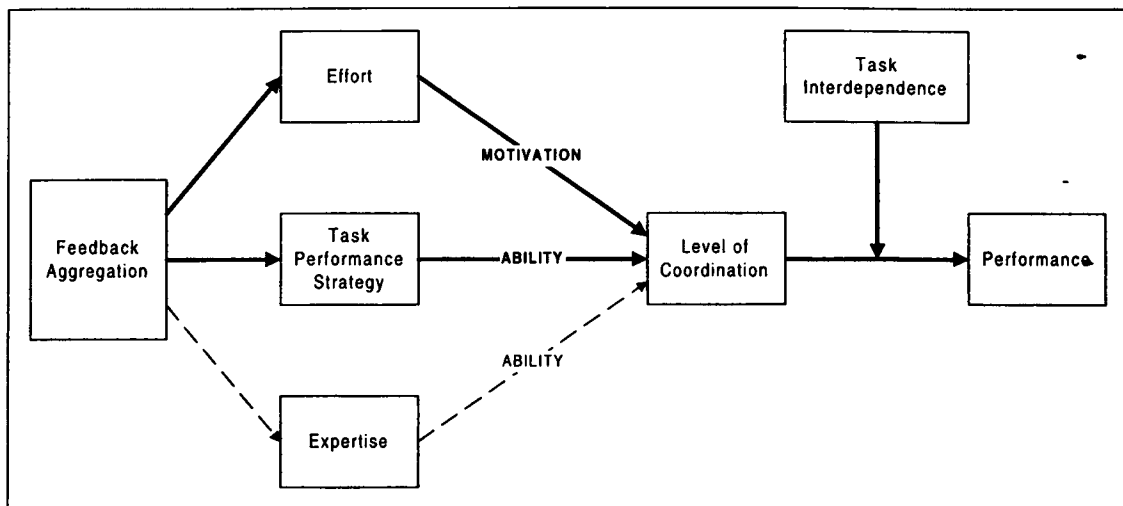 Effort
Task
Interdependence
MOTIVATION
Feedback
Aggregation
Task
Performance
Strategy
ABILITY
Level of
Coordination
Performance
ABILITY
Expertise